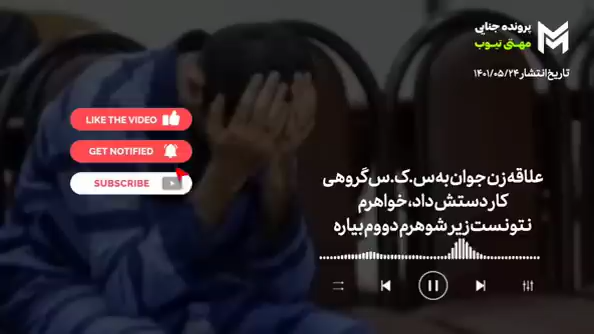 پرونده جنایی
مهتی تیوب
تاریخ انتشار ۱۴۰۱/۰۵/۲۴
LIKE THE VIDEO
GET NOTIFIED
SUBSCRIBE
علاقه زن جوان به س.ک.س گروهی
کار دستش داد، خواهرم
نتونست زیر شوهرم دووم بیاره